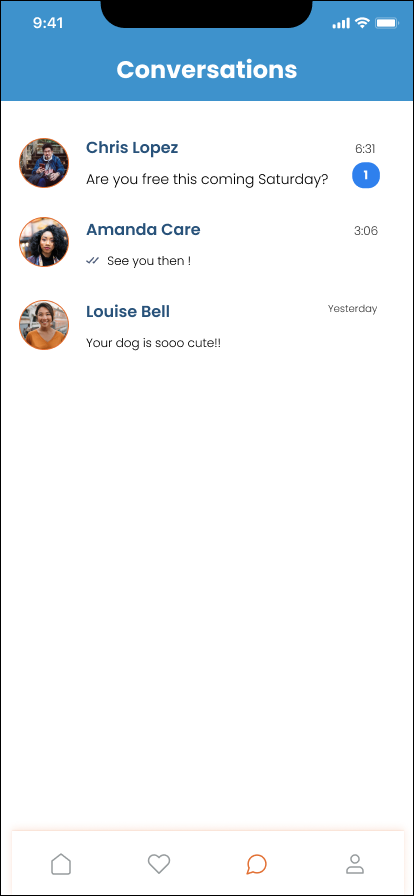 9:41
Conversations
Chris Lopez 6:31
Are you free this coming Saturday? 1
Amanda Care 3:06
See you then !
Louise Bell Yesterday
Your dog is sooo cute!!